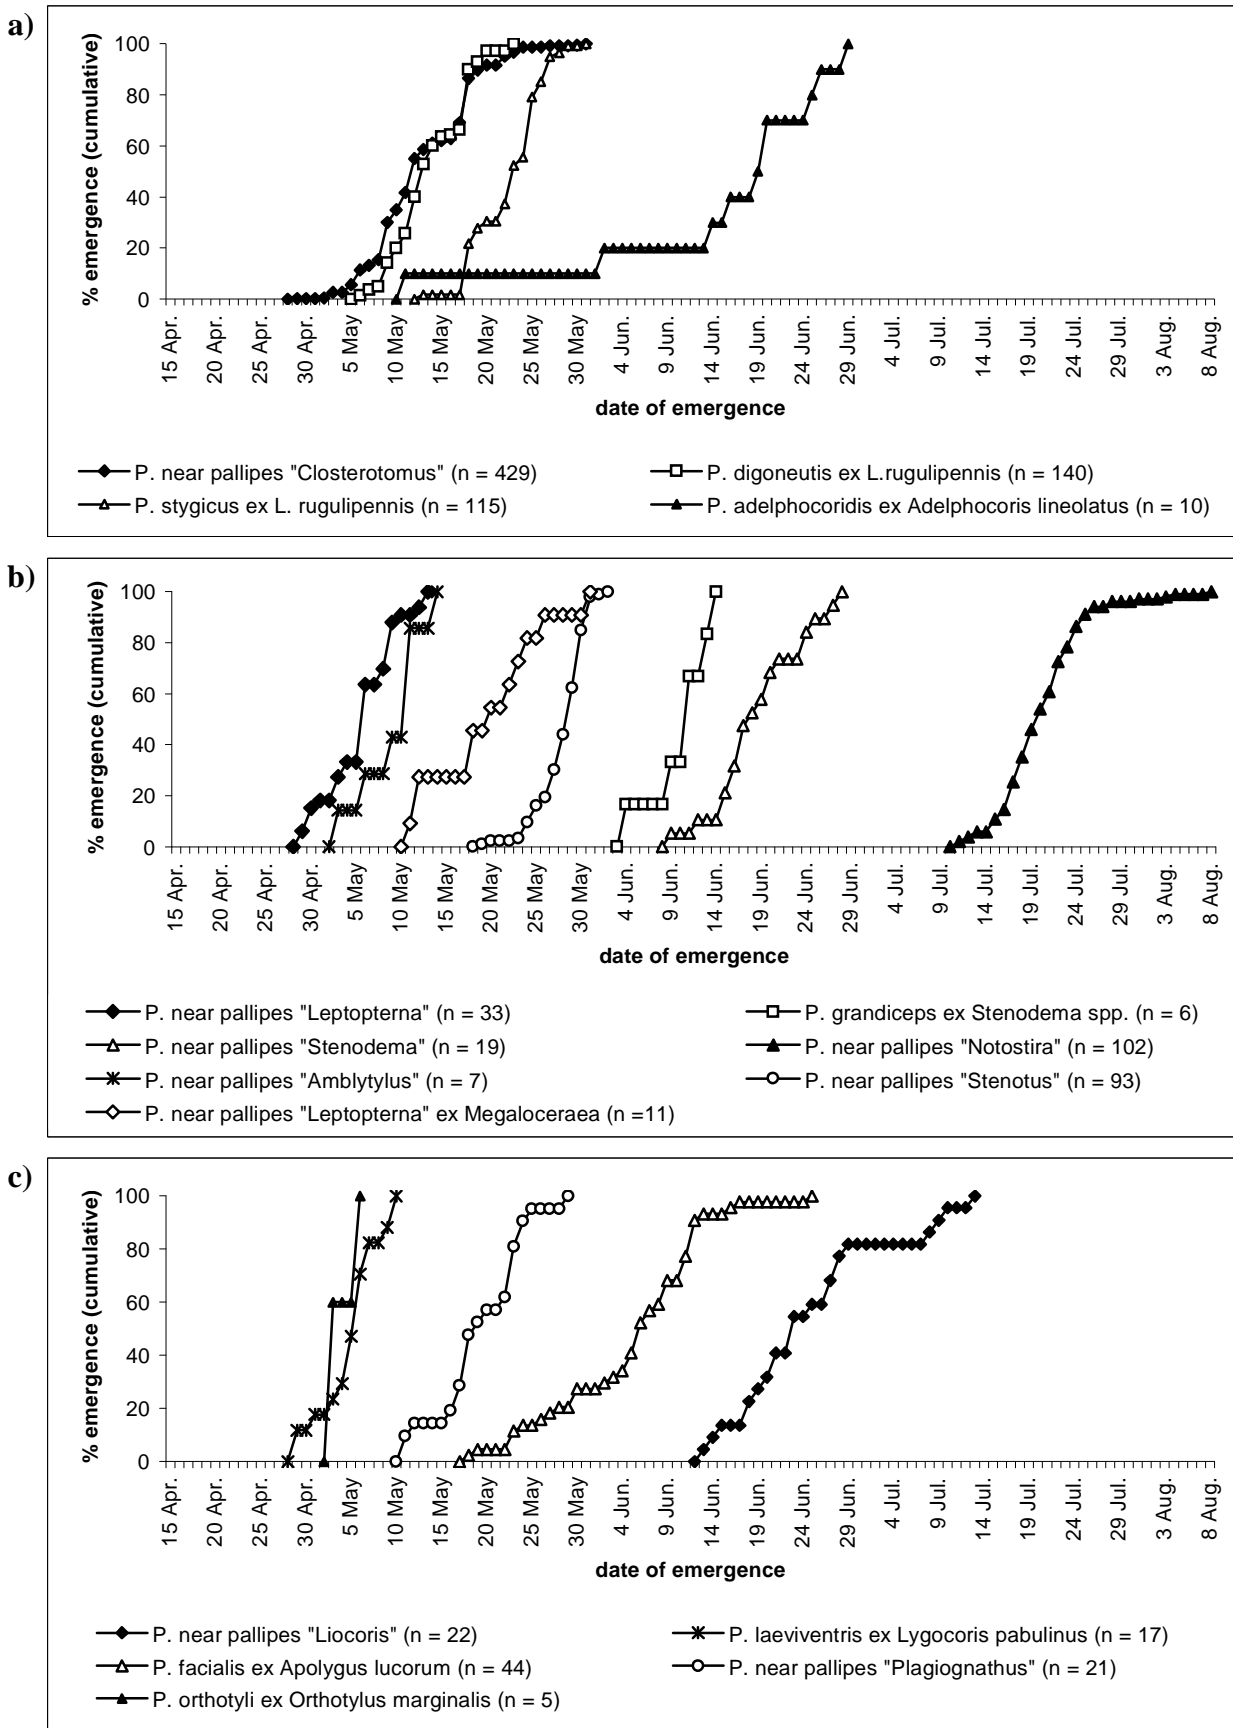 a)
% emergence (cumulative)
100
80
60
40
20
0
15 Apr. 20 Apr. 25 Apr. 30 Apr. 5 May 10 May 15 May 20 May 25 May 30 May 4 Jun. 9 Jun. 14 Jun. 19 Jun. 24 Jun. 29 Jun. 4 Jul. 9 Jul. 14 Jul. 19 Jul. 24 Jul. 29 Jul. 3 Aug. 8 Aug.
date of emergence
P. near pallipes "Closterotomus" (n = 429) P. digoneutis ex L.rugulipennis (n = 140)
P. stygicus ex L. rugulipennis (n = 115) P. adelphocoridis ex Adelphocoris lineolatus (n = 10)
b)
% emergence (cumulative)
100
80
60
40
20
0
15 Apr. 20 Apr. 25 Apr. 30 Apr. 5 May 10 May 15 May 20 May 25 May 30 May 4 Jun. 9 Jun. 14 Jun. 19 Jun. 24 Jun. 29 Jun. 4 Jul. 9 Jul. 14 Jul. 19 Jul. 24 Jul. 29 Jul. 3 Aug. 8 Aug.
date of emergence
P. near pallipes "Leptopterna" (n = 33) P. grandiceps ex Stenodema spp. (n = 6)
P. near pallipes "Stenodema" (n = 19) P. near pallipes "Notostira" (n = 102)
P. near pallipes "Amblytylus" (n = 7) P. near pallipes "Stenotus" (n = 93)
P. near pallipes "Leptopterna" ex Megaloceraea (n =11)
c)
% emergence (cumulative)
100
80
60
40
20
0
15 Apr. 20 Apr. 25 Apr. 30 Apr. 5 May 10 May 15 May 20 May 25 May 30 May 4 Jun. 9 Jun. 14 Jun. 19 Jun. 24 Jun. 29 Jun. 4 Jul. 9 Jul. 14 Jul. 19 Jul. 24 Jul. 29 Jul. 3 Aug. 8 Aug.
date of emergence
P. near pallipes "Liocoris" (n = 22) P. laeviventris ex Lygocoris pabulinus (n = 17)
P. facialis ex Apolygus lucorum (n = 44) P. near pallipes "Plagiognathus" (n = 21)
P. orthotyli ex Orthotylus marginalis (n = 5)